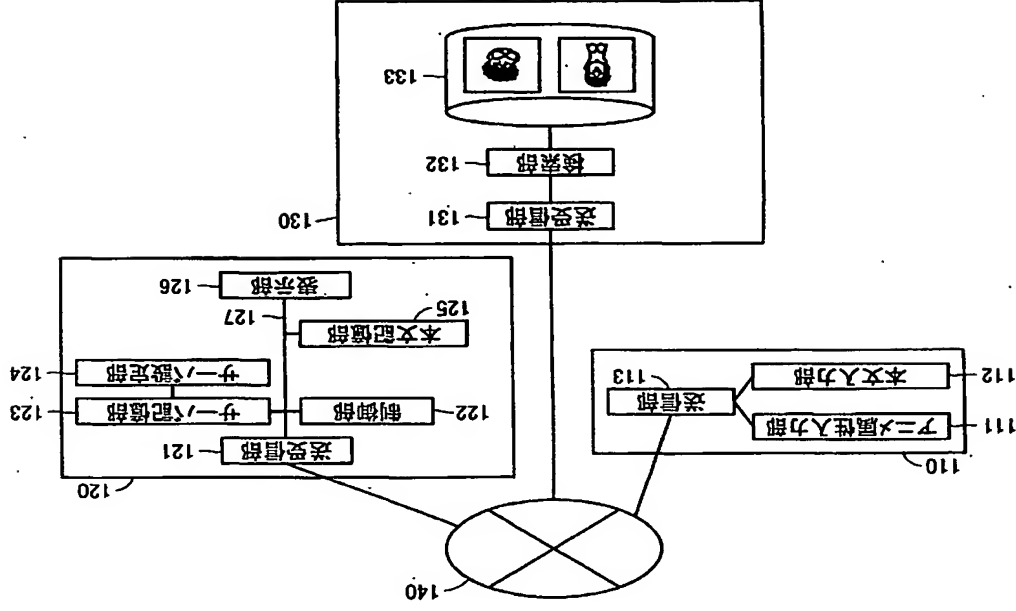 140
110
111 アニメ属性入力部
112 本文入力部
113
送信部
120
送受信部 121
122 制御部
サーバ記憶部 123
サーバ設定部 124
本文記憶部 125
127
表示部 126
130
送受信部 131
検索部 132
133